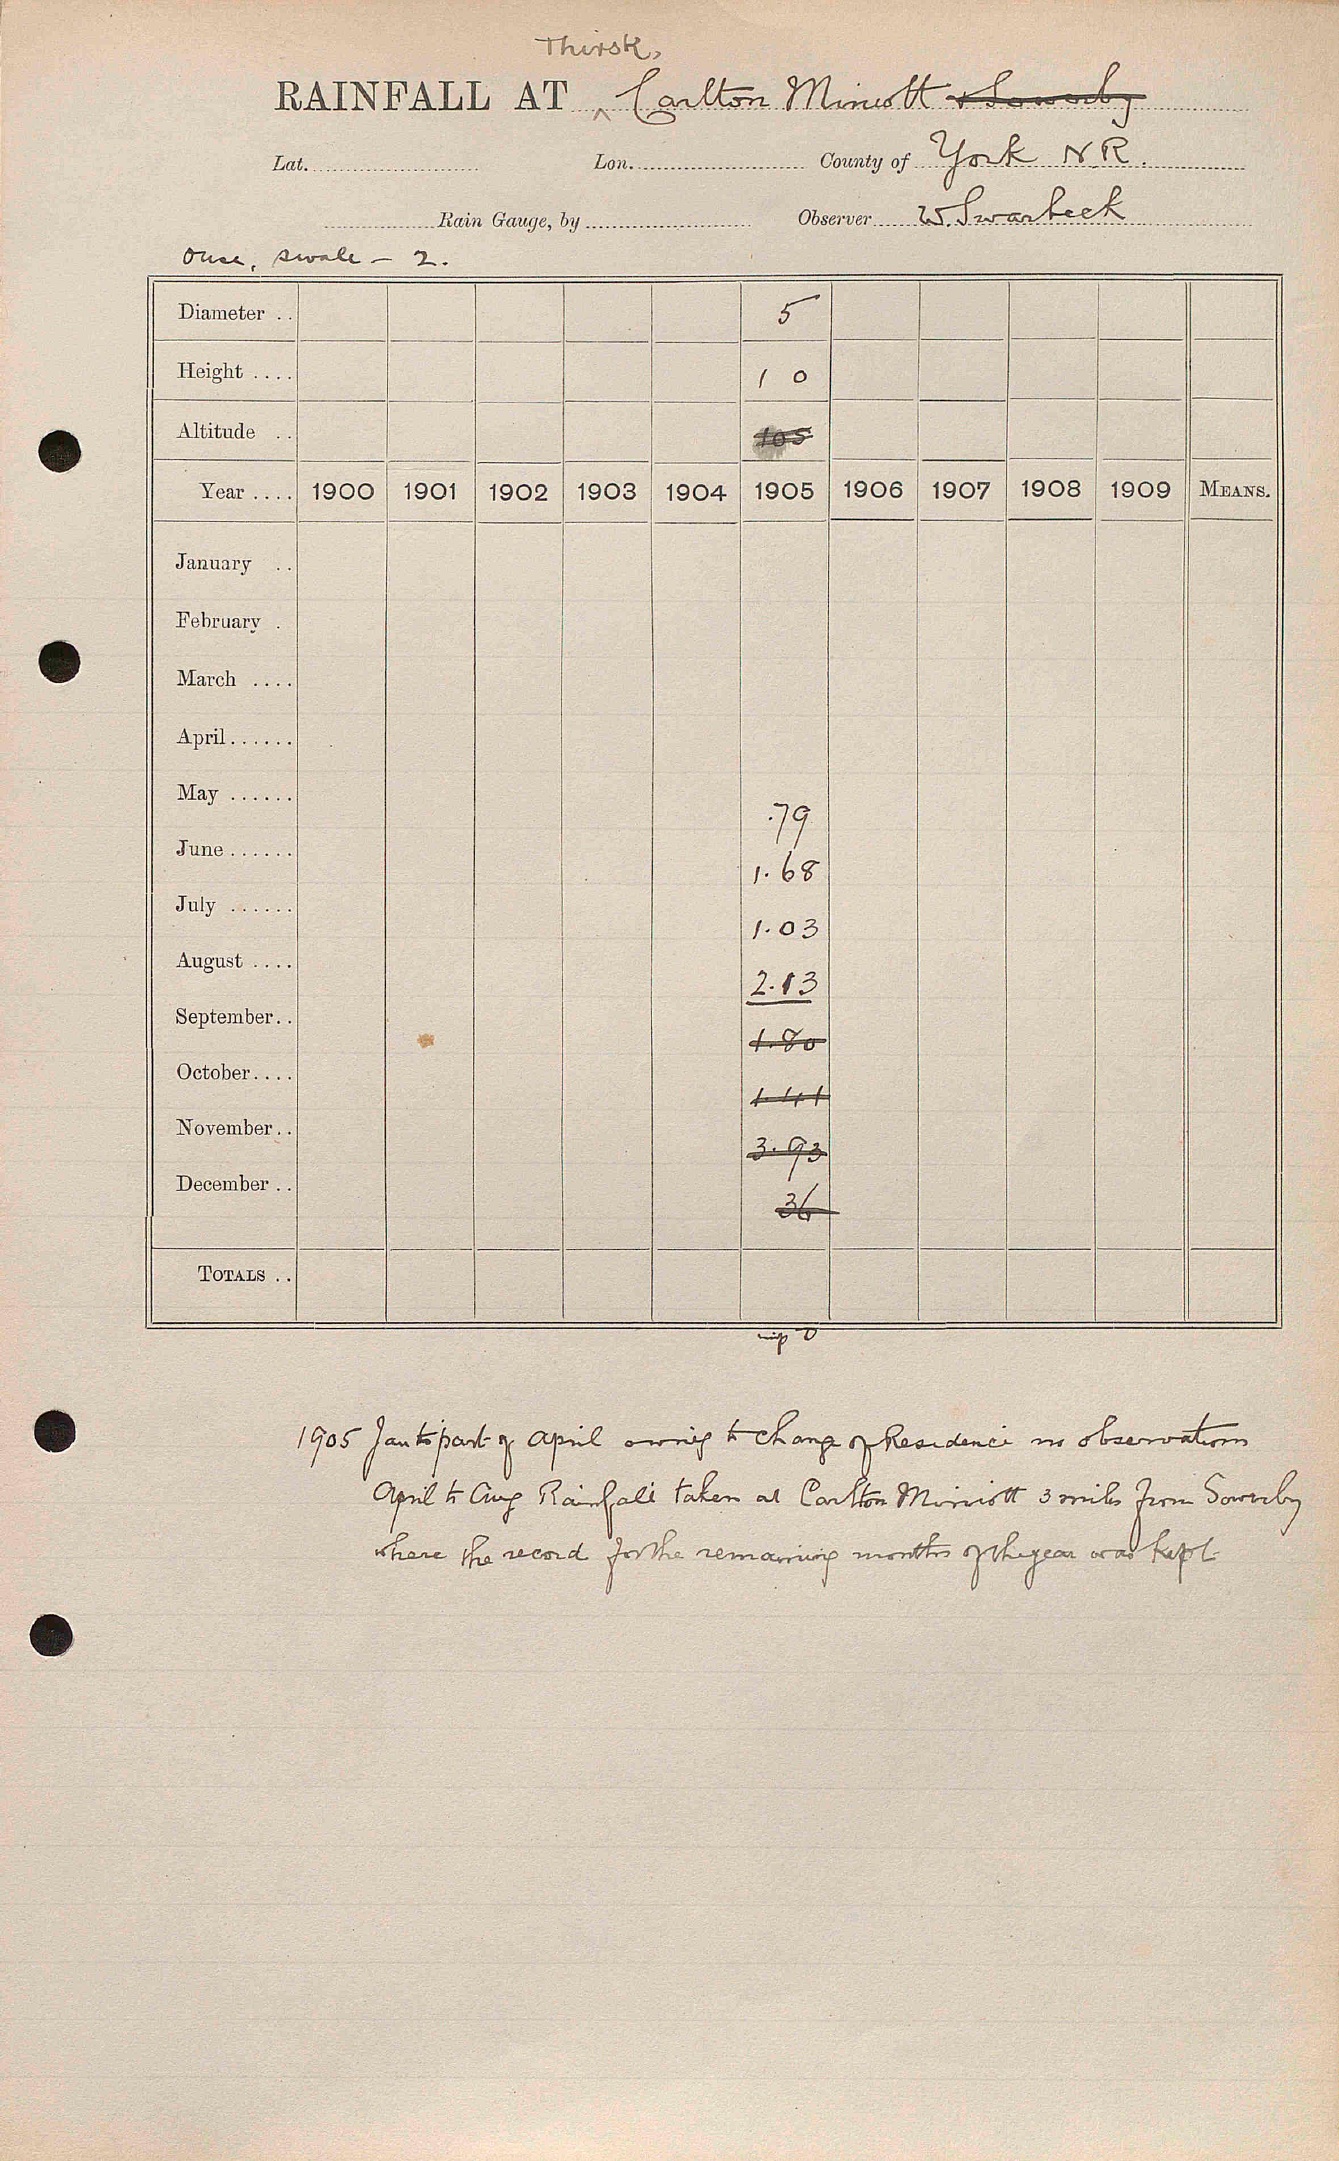 Thirsk,
RAINFALL AT Carlton Miniott & Sowerby
Lat. Lon. County of York N R.
Rain Gauge, by Observer W. Swarbeck
Ouse, Swale - 2.
Diameter .. 5
Height .... 1 0
Altitude .. 105
Year .... 1900 1901 1902 1903 1904 1905 1906 1907 1908 1909 MEANS.
January ..
February .
March ....
April......
May ...... .79
June ...... 1.68
July ...... 1.03
August .... 2.13
September.. 1.80
October.... 1.41
November.. 3.93
December .. 36
TOTALS ..
1905 Jan to part of April owing to change of Residence no observations
April to Aug Rainfall taken at Carlton Miniott 3 miles from Sowerby
where the record for the remaining months of the year was kept